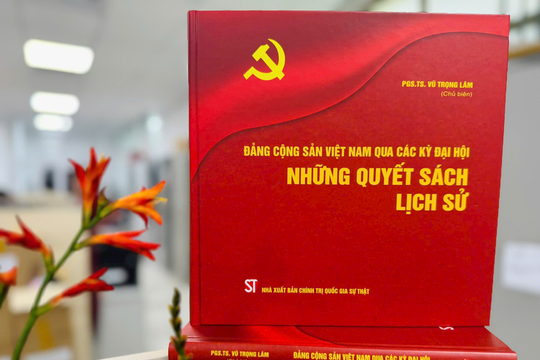 PGS.TS. VŨ TRỌNG LÂM
(Chủ biên)
ĐẢNG CỘNG SẢN VIỆT NAM QUA CÁC KỲ ĐẠI HỘI
NHỮNG QUYẾT SÁCH
LỊCH SỬ
ST NHÀ XUẤT BẢN CHÍNH TRỊ QUỐC GIA SỰ THẬT
PGS.TS. VŨ TRỌNG LÂM ĐẢNG CỘNG SẢN VIỆT NAM QUA CÁC KỲ ĐẠI HỘI